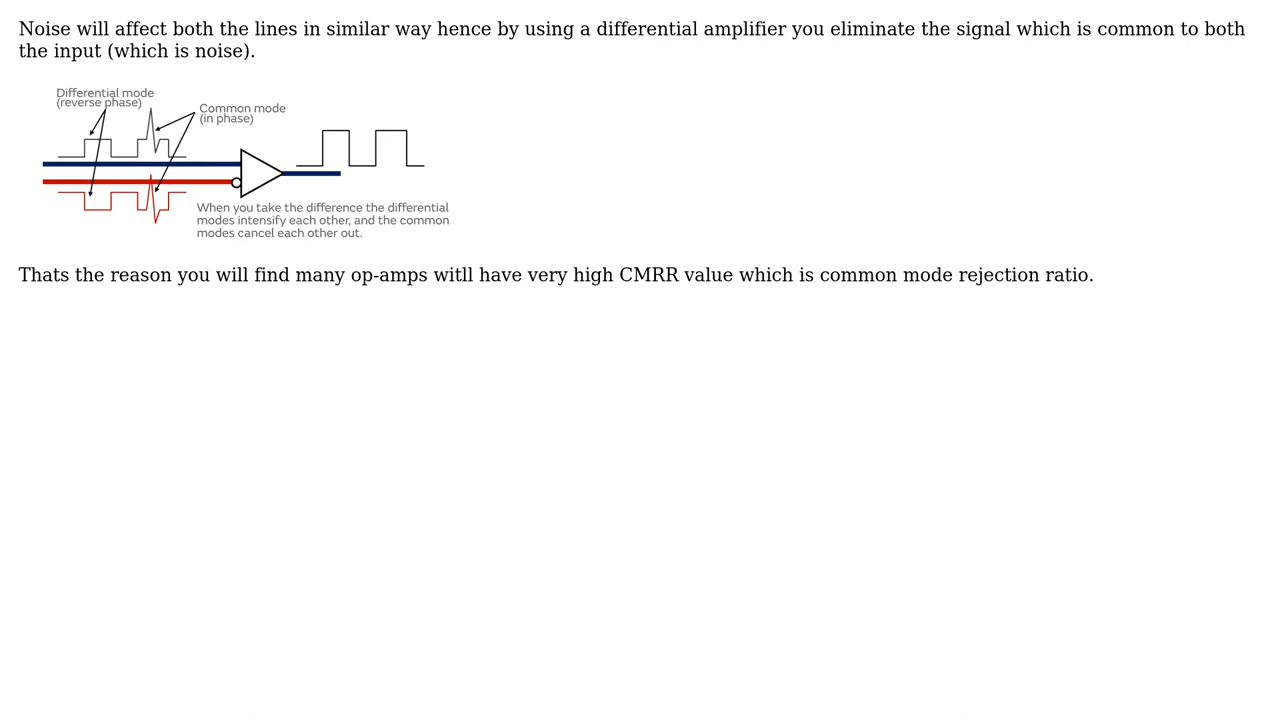 Noise will affect both the lines in similar way hence by using a differential amplifier you eliminate the signal which is common to both
the input (which is noise).
Differential mode
(reverse phase)
Common mode
(in phase)
When you take the difference the differential
modes intensify each other, and the common
modes cancel each other out.
Thats the reason you will find many op-amps witll have very high CMRR value which is common mode rejection ratio.